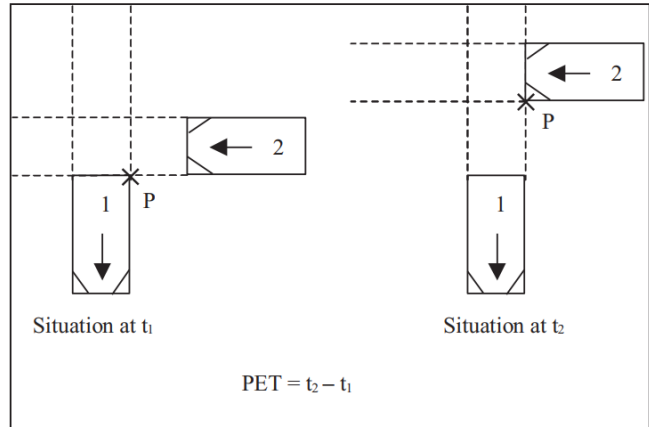 2
1
P
Situation at t₁
2
P
1
Situation at t₂
PET = t₂ – t₁